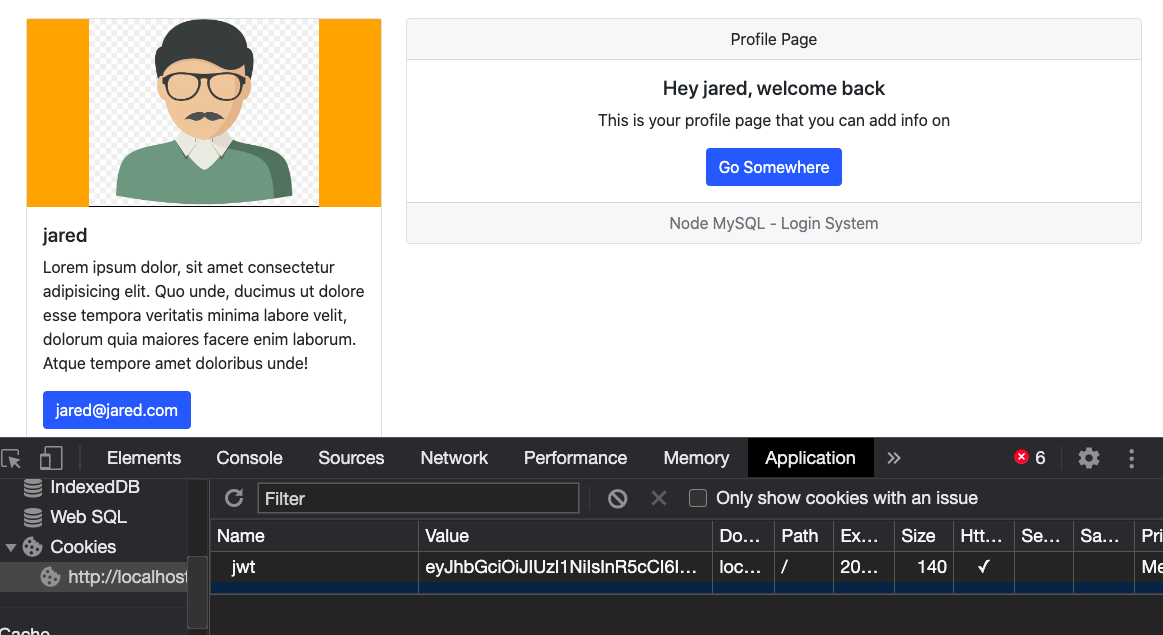 jared
Lorem ipsum dolor, sit amet consectetur
adipisicing elit. Quo unde, ducimus ut dolore
esse tempora veritatis minima labore velit,
dolorum quia maiores facere enim laborum.
Atque tempore amet doloribus unde!
jared@jared.com
Profile Page
Hey jared, welcome back
This is your profile page that you can add info on
Go Somewhere
Node MySQL - Login System
Elements Console Sources Network Performance Memory Application » 6
IndexedDB
Web SQL
Cookies
http://localhost
Cache
Filter Only show cookies with an issue
Name Value Do... Path Ex... Size Htt... Se... Sa... Pri
jwt eyJhbGciOiJIUzI1NiIsInR5cCI6I... loc... / 20... 140 ✓ Me